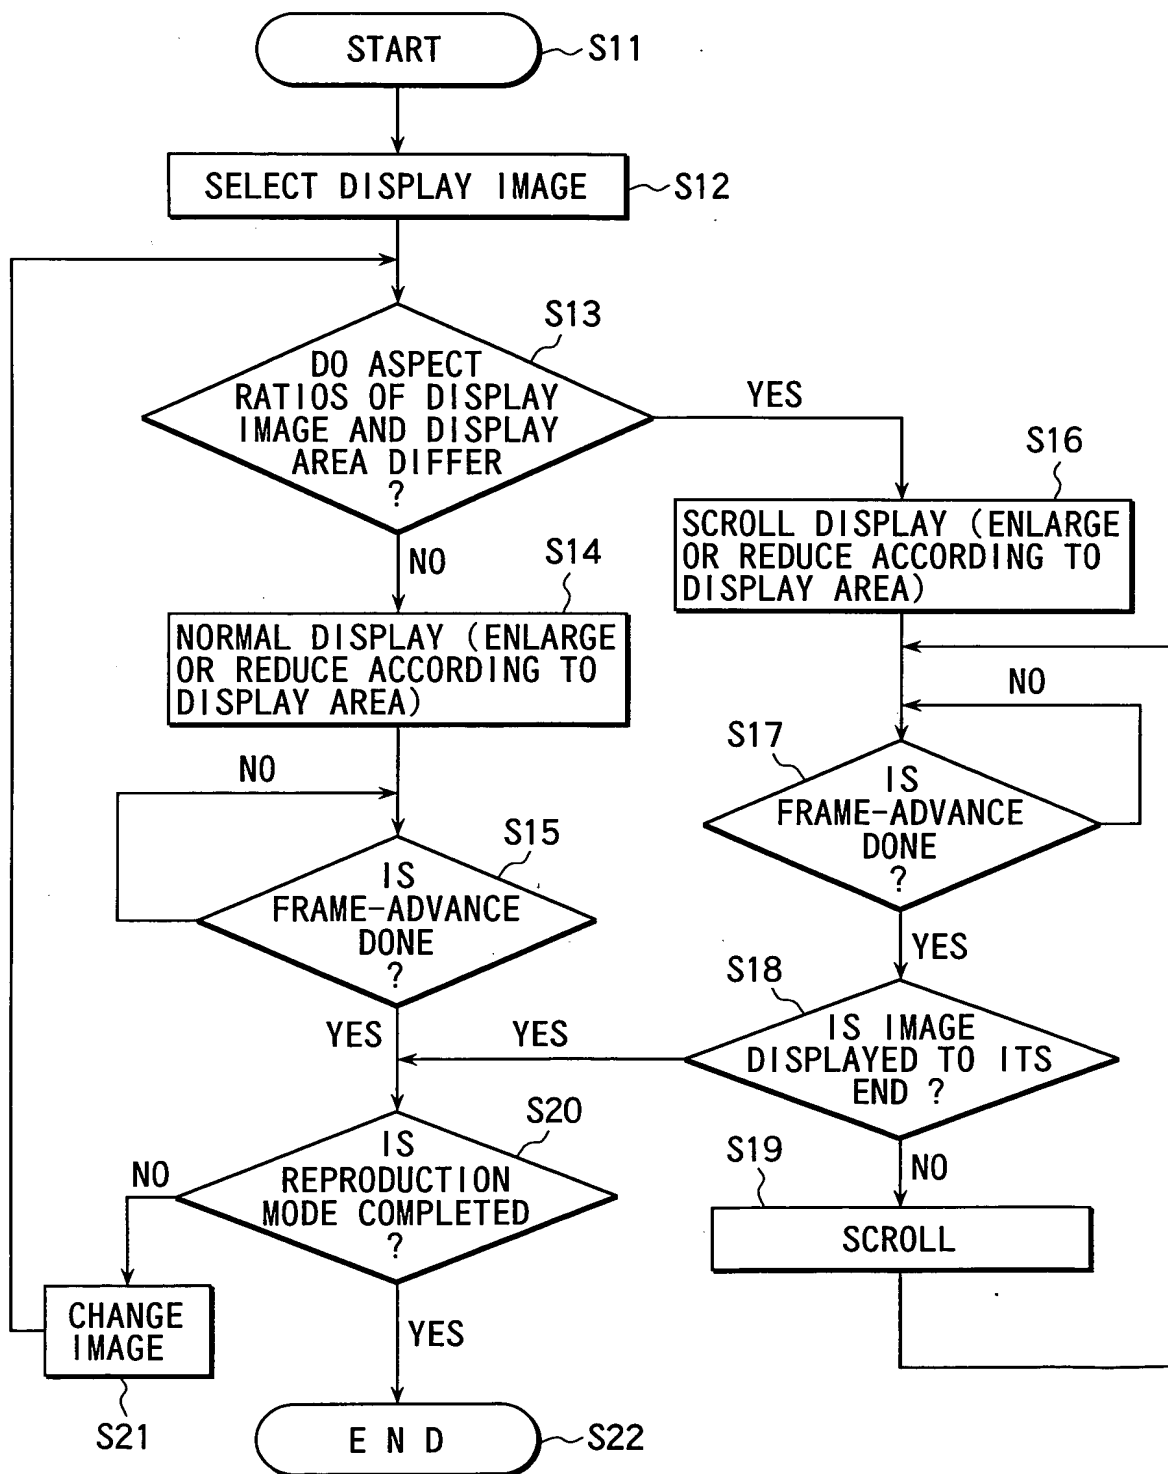 START
S11
SELECT DISPLAY IMAGE
S12
S13
DO ASPECT
RATIOS OF DISPLAY
IMAGE AND DISPLAY
AREA DIFFER
?
YES
NO
S16
SCROLL DISPLAY (ENLARGE
OR REDUCE ACCORDING TO
DISPLAY AREA)
S14
NORMAL DISPLAY (ENLARGE
OR REDUCE ACCORDING TO
DISPLAY AREA)
NO
S17
IS
FRAME-ADVANCE
DONE
?
YES
NO
S15
IS
FRAME-ADVANCE
DONE
?
YES
S18
IS IMAGE
DISPLAYED TO ITS
END ?
YES
NO
S19
SCROLL
S20
IS
REPRODUCTION
MODE COMPLETED
?
NO
YES
CHANGE
IMAGE
S21
END
S22